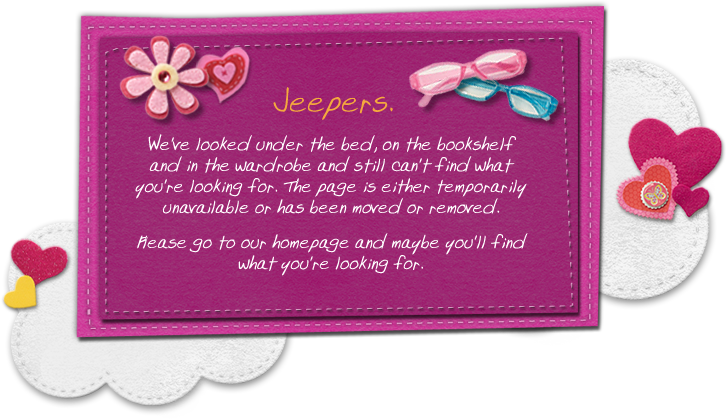 Jeepers.
We've looked under the bed, on the bookshelf
and in the wardrobe and still can't find what
you're looking for. The page is either temporarily
unavailable or has been moved or removed.
Please go to our homepage and maybe you'll find
what you're looking for.